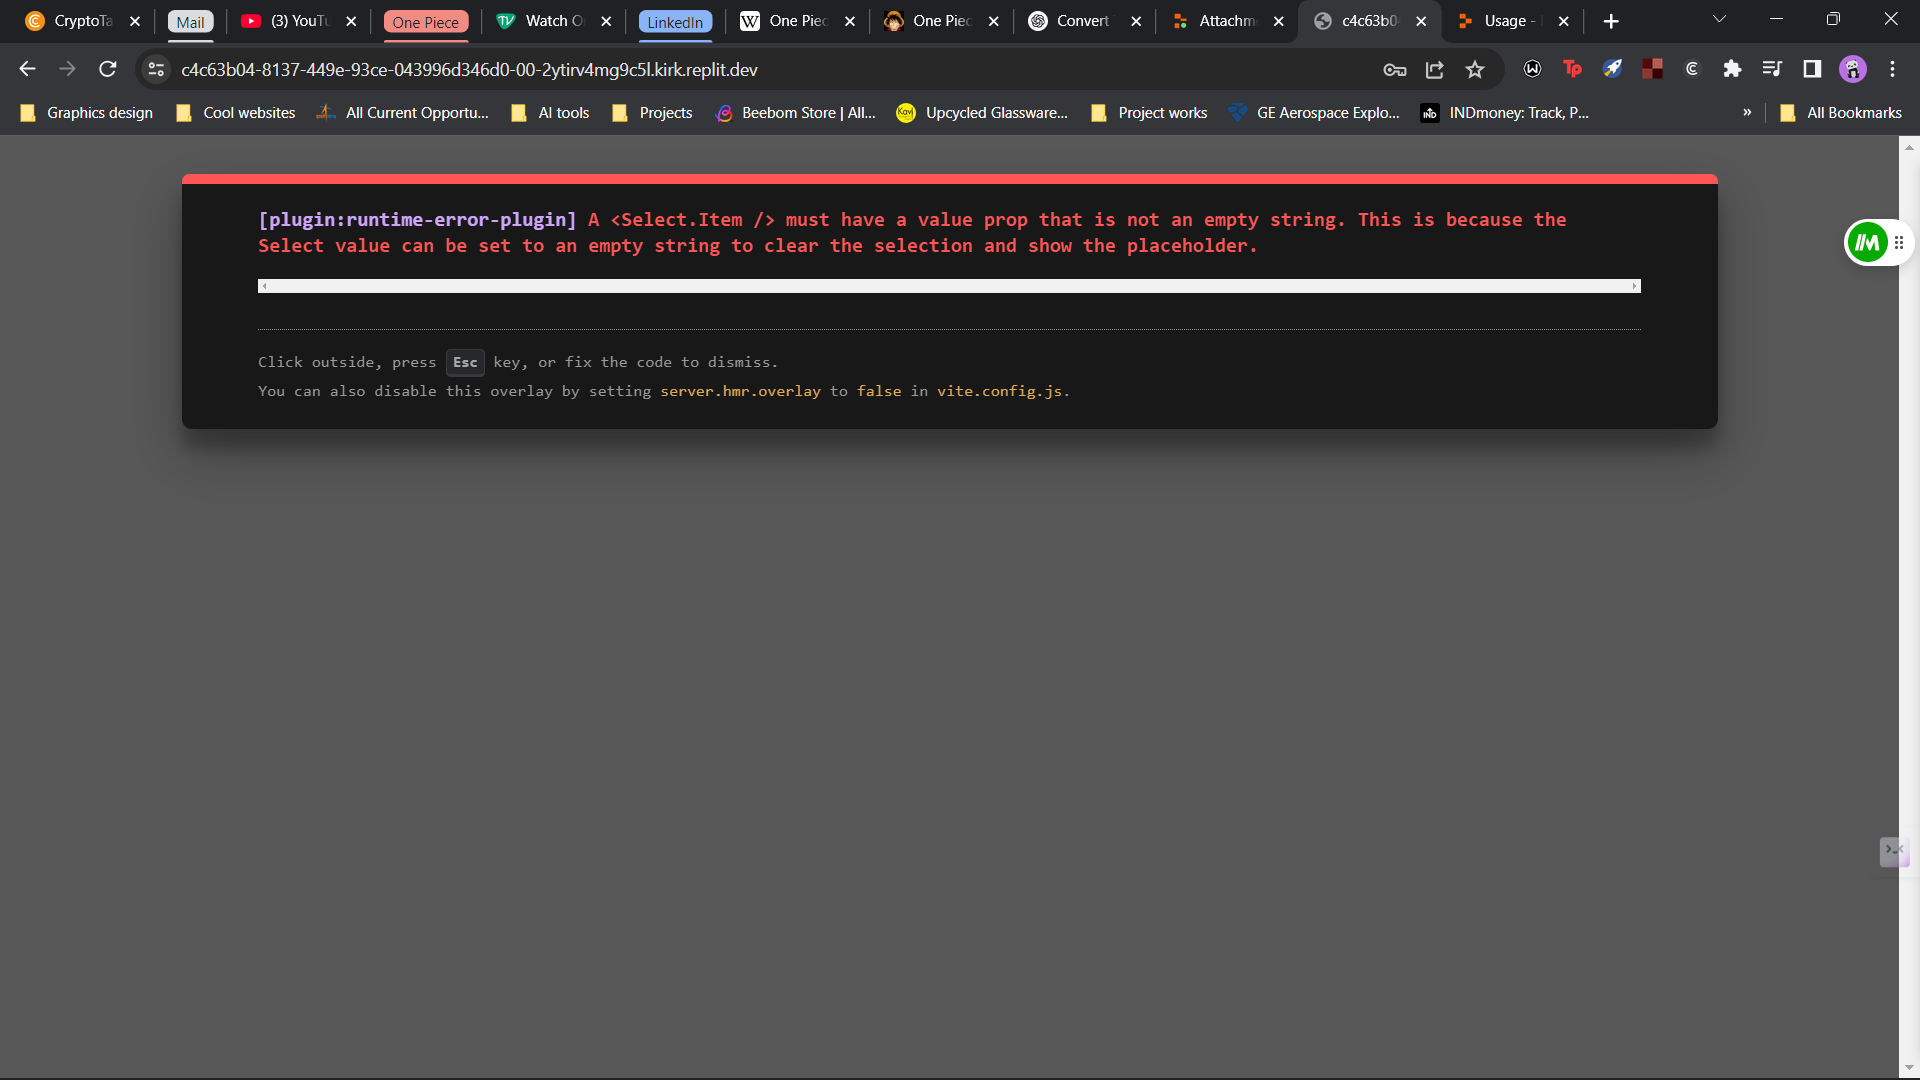 CryptoTa
Mail
(3) YouTu
One Piece
Watch O
LinkedIn
One Piec
One Piec
Convert
Attachm
c4c63b0
Usage -
c4c63b04-8137-449e-93ce-043996d346d0-00-2ytirv4mg9c5l.kirk.replit.dev
Graphics design
Cool websites
All Current Opportu...
AI tools
Projects
Beebom Store | All...
Upcycled Glassware...
Project works
GE Aerospace Explo...
INDmoney: Track, P...
»
All Bookmarks
[plugin:runtime-error-plugin] A <Select.Item /> must have a value prop that is not an empty string. This is because the
Select value can be set to an empty string to clear the selection and show the placeholder.
Click outside, press Esc key, or fix the code to dismiss.
You can also disable this overlay by setting server.hmr.overlay to false in vite.config.js.